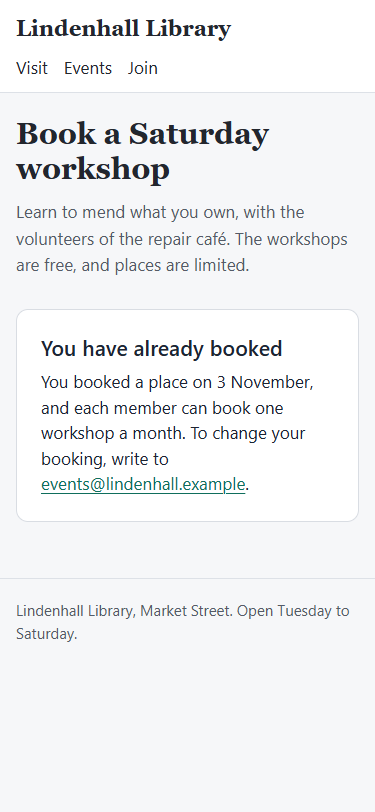 Lindenhall Library
Visit Events Join
Book a Saturday
workshop
Learn to mend what you own, with the
volunteers of the repair café. The workshops
are free, and places are limited.
You have already booked
You booked a place on 3 November,
and each member can book one
workshop a month. To change your
booking, write to
events@lindenhall.example.
Lindenhall Library, Market Street. Open Tuesday to
Saturday.